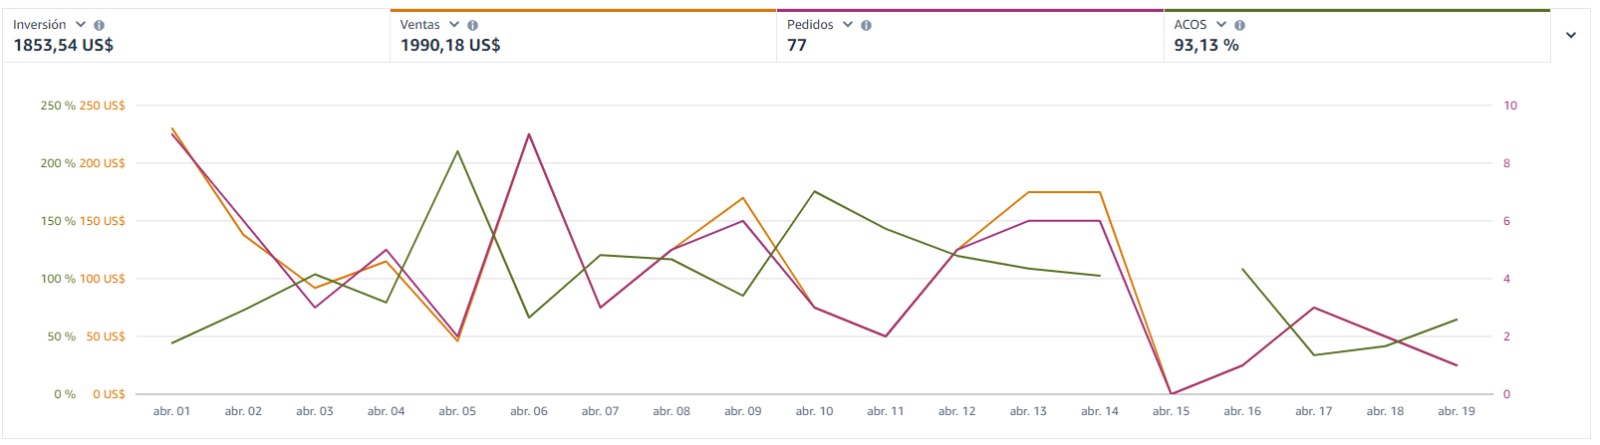 Inversión
1853,54 US$
Ventas
1990,18 US$
Pedidos
77
ACOS
93,13 %
250 % 250 US$ 10
200 % 200 US$ 8
150 % 150 US$ 6
100 % 100 US$ 4
50 % 50 US$ 2
0 % 0 US$ 0
abr. 01 abr. 02 abr. 03 abr. 04 abr. 05 abr. 06 abr. 07 abr. 08 abr. 09 abr. 10 abr. 11 abr. 12 abr. 13 abr. 14 abr. 15 abr. 16 abr. 17 abr. 18 abr. 19